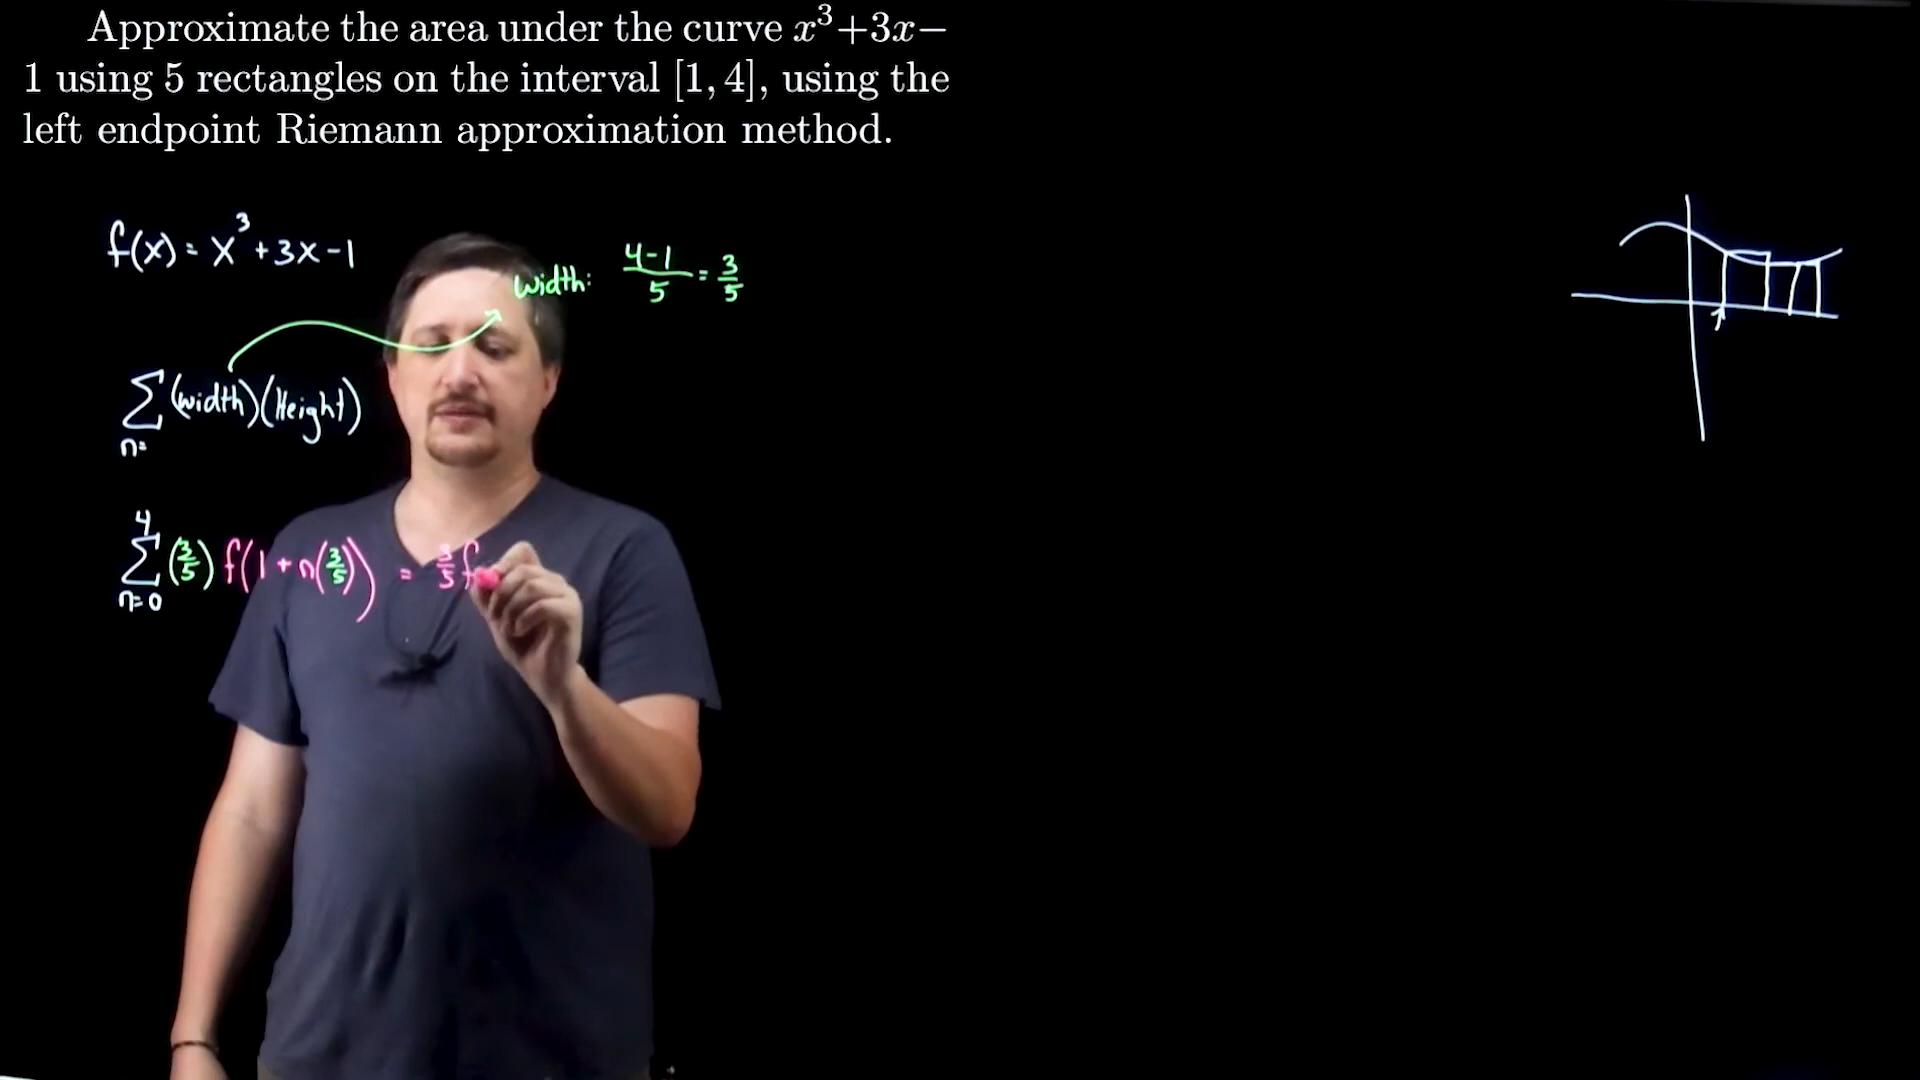 Approximate the area under the curve x³+3x−
1 using 5 rectangles on the interval [1, 4], using the
left endpoint Riemann approximation method.
f(x) = x³ + 3x - 1
width: (4-1)/5 = 3/5
∑ n= (width)(Height)
∑ n=0 4 (3/5) f(1 + n(3/5)) = 3/5 f